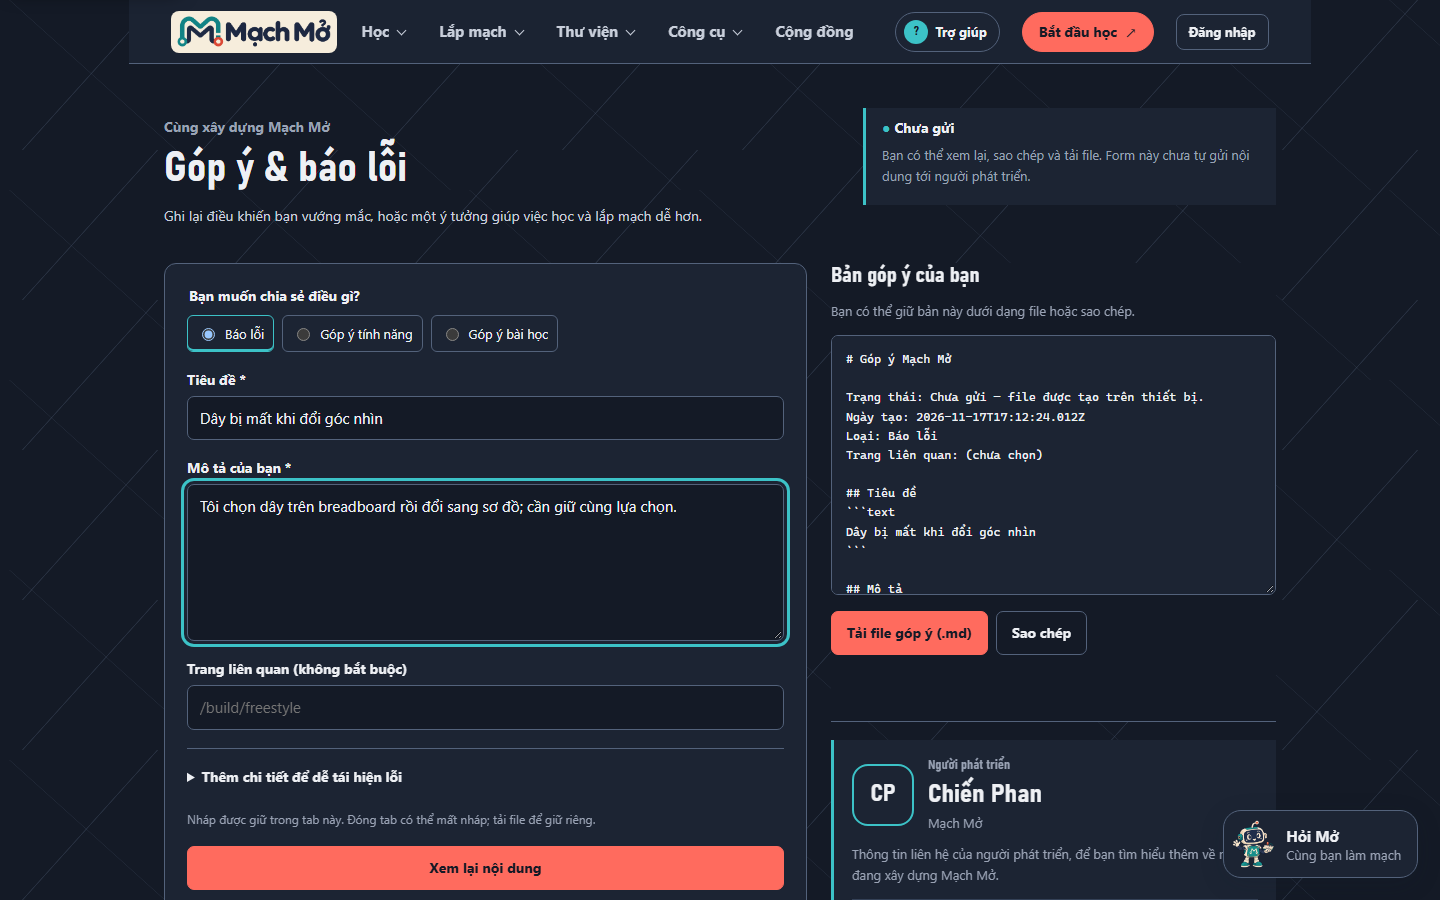 Mạch Mở
Học
Lắp mạch
Thư viện
Công cụ
Cộng đồng
? Trợ giúp
Bắt đầu học ↗
Đăng nhập
Cùng xây dựng Mạch Mở
Góp ý & báo lỗi
Ghi lại điều khiến bạn vướng mắc, hoặc một ý tưởng giúp việc học và lắp mạch dễ hơn.
Chưa gửi
Bạn có thể xem lại, sao chép và tải file. Form này chưa tự gửi nội
dung tới người phát triển.
Bạn muốn chia sẻ điều gì?
Báo lỗi
Góp ý tính năng
Góp ý bài học
Tiêu đề *
Dây bị mất khi đổi góc nhìn
Mô tả của bạn *
Tôi chọn dây trên breadboard rồi đổi sang sơ đồ; cần giữ cùng lựa chọn.
Trang liên quan (không bắt buộc)
/build/freestyle
Thêm chi tiết để dễ tái hiện lỗi
Nháp được giữ trong tab này. Đóng tab có thể mất nháp; tải file để giữ riêng.
Xem lại nội dung
Bản góp ý của bạn
Bạn có thể giữ bản này dưới dạng file hoặc sao chép.
# Góp ý Mạch Mở
Trạng thái: Chưa gửi — file được tạo trên thiết bị.
Ngày tạo: 2026-11-17T17:12:24.012Z
Loại: Báo lỗi
Trang liên quan: (chưa chọn)
## Tiêu đề
```text
Dây bị mất khi đổi góc nhìn
```
## Mô tả
Tải file góp ý (.md)
Sao chép
CP
Người phát triển
Chiến Phan
Mạch Mở
Thông tin liên hệ của người phát triển, để bạn tìm hiểu thêm về
đang xây dựng Mạch Mở.
Hỏi Mở
Cùng bạn làm mạch